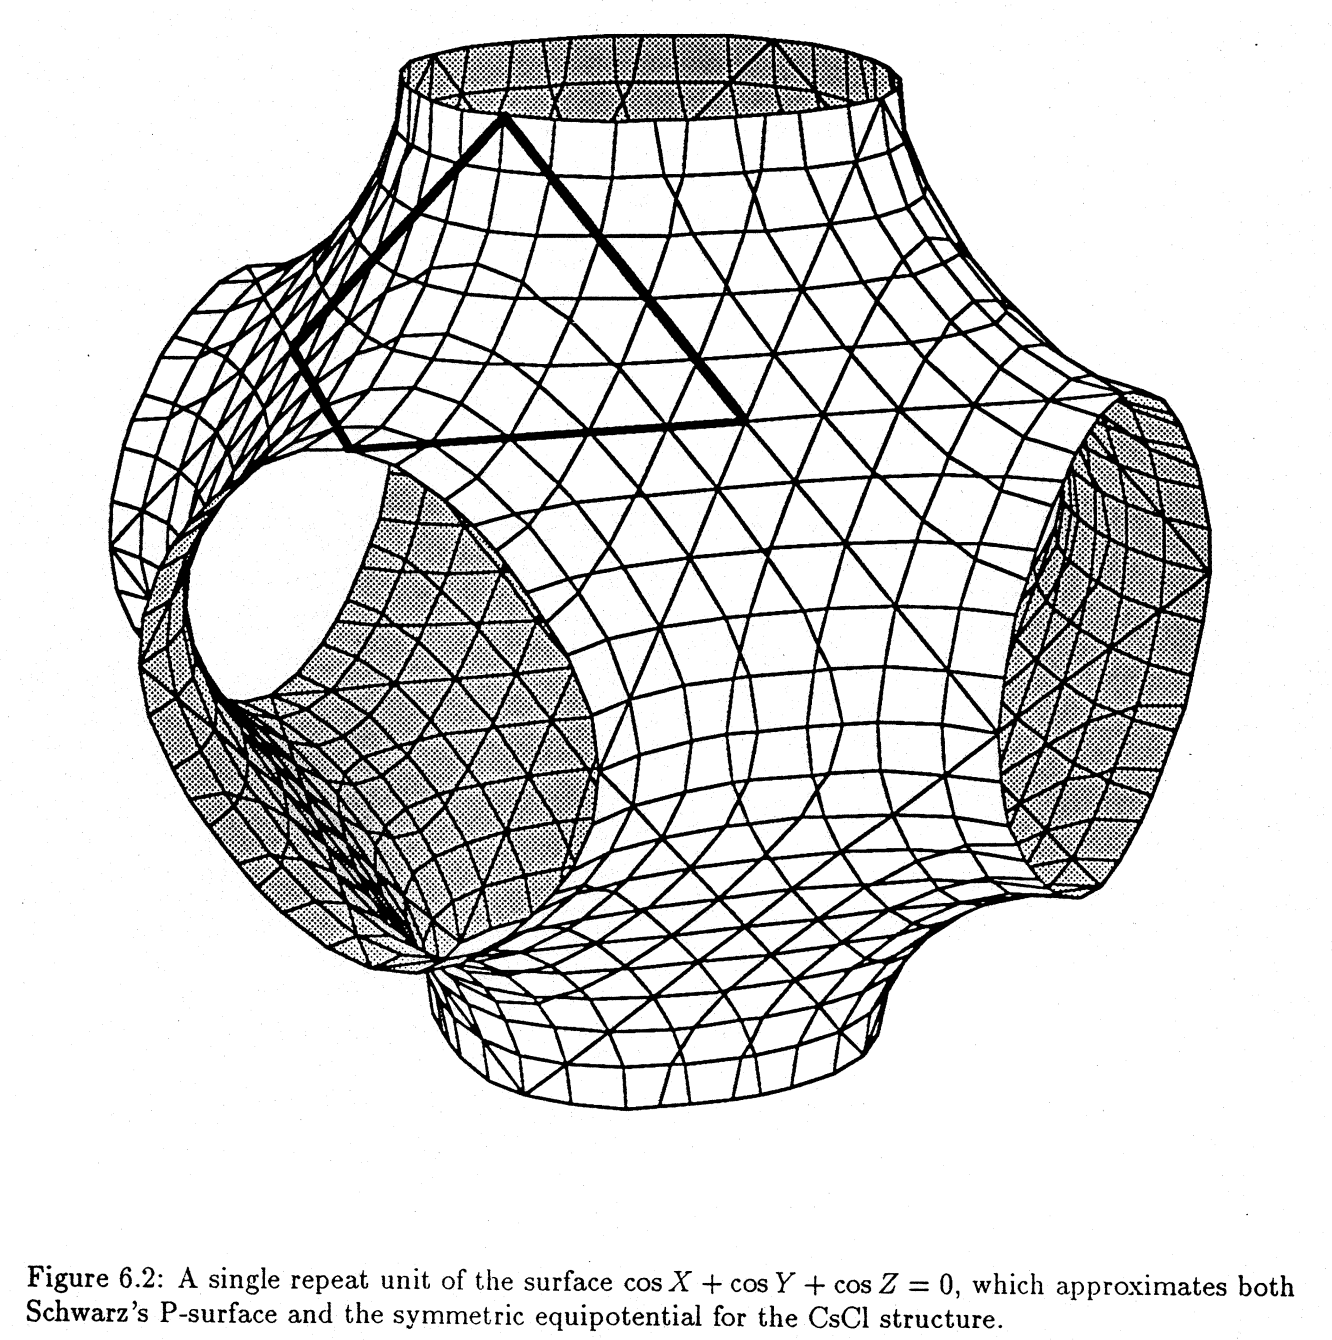 Figure 6.2: A single repeat unit of the surface cos X + cos Y + cos Z = 0, which approximates both
Schwarz's P-surface and the symmetric equipotential for the CsCl structure.